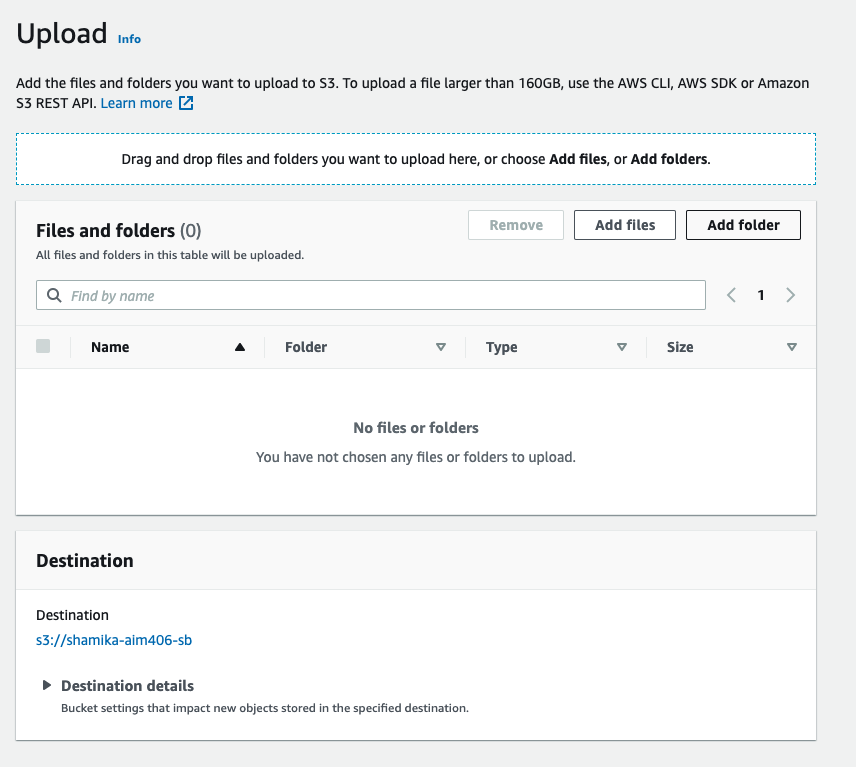 Upload Info
Add the files and folders you want to upload to S3. To upload a file larger than 160GB, use the AWS CLI, AWS SDK or Amazon
S3 REST API. Learn more
Drag and drop files and folders you want to upload here, or choose Add files, or Add folders.
Files and folders (0)
Remove
Add files
Add folder
All files and folders in this table will be uploaded.
Find by name
1
Name Folder Type Size
No files or folders
You have not chosen any files or folders to upload.
Destination
Destination
s3://shamika-aim406-sb
Destination details
Bucket settings that impact new objects stored in the specified destination.